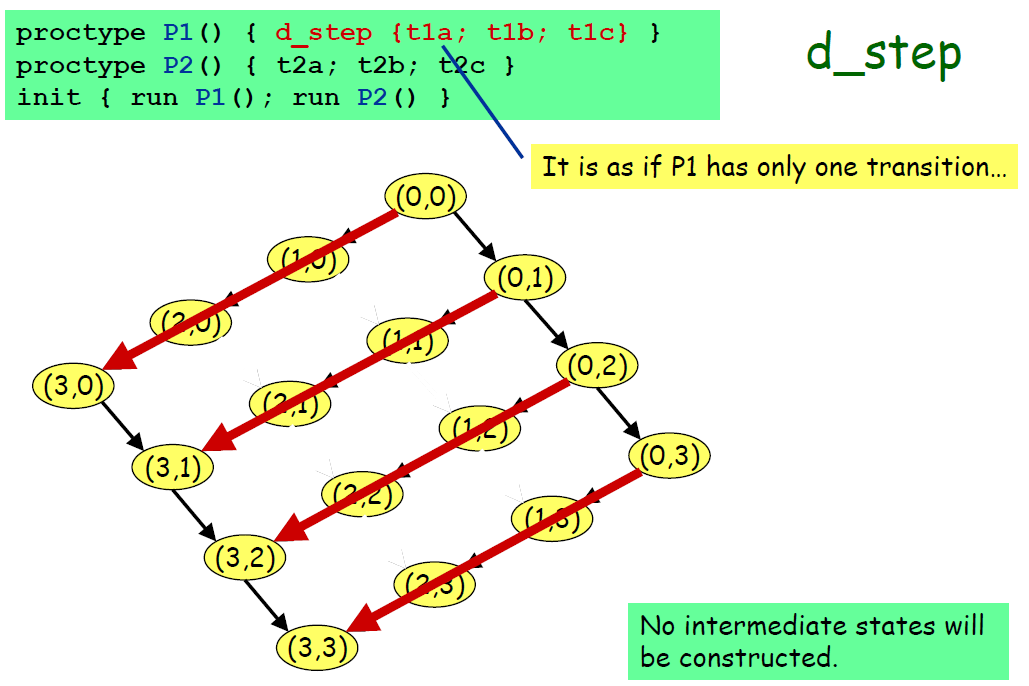 proctype P1() { d_step {t1a; t1b; t1c} }
proctype P2() { t2a; t2b; t2c }
init { run P1(); run P2() }
d_step
It is as if P1 has only one transition…
(0,0)
(1,0)
(0,1)
(2,0)
(1,1)
(0,2)
(3,0)
(2,1)
(1,2)
(0,3)
(3,1)
(2,2)
(1,3)
(3,2)
(2,3)
(3,3)
No intermediate states will
be constructed.